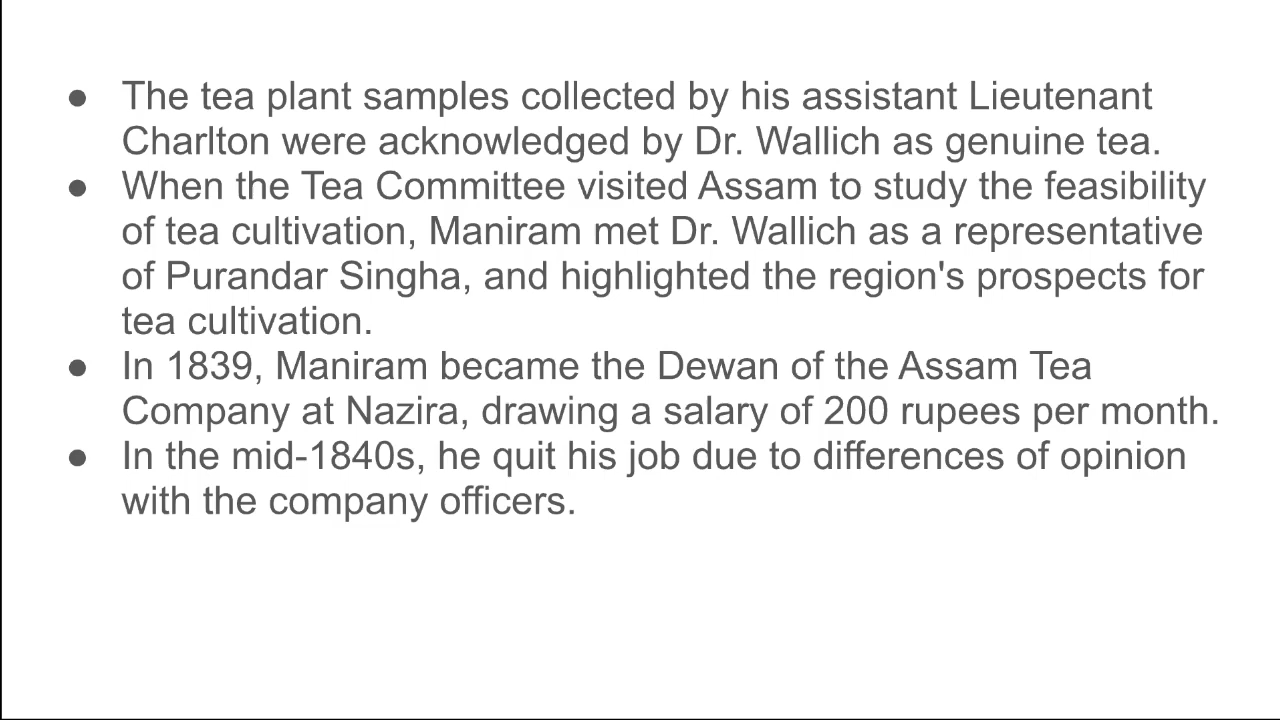 ● The tea plant samples collected by his assistant Lieutenant
Charlton were acknowledged by Dr. Wallich as genuine tea.
● When the Tea Committee visited Assam to study the feasibility
of tea cultivation, Maniram met Dr. Wallich as a representative
of Purandar Singha, and highlighted the region's prospects for
tea cultivation.
● In 1839, Maniram became the Dewan of the Assam Tea
Company at Nazira, drawing a salary of 200 rupees per month.
● In the mid-1840s, he quit his job due to differences of opinion
with the company officers.